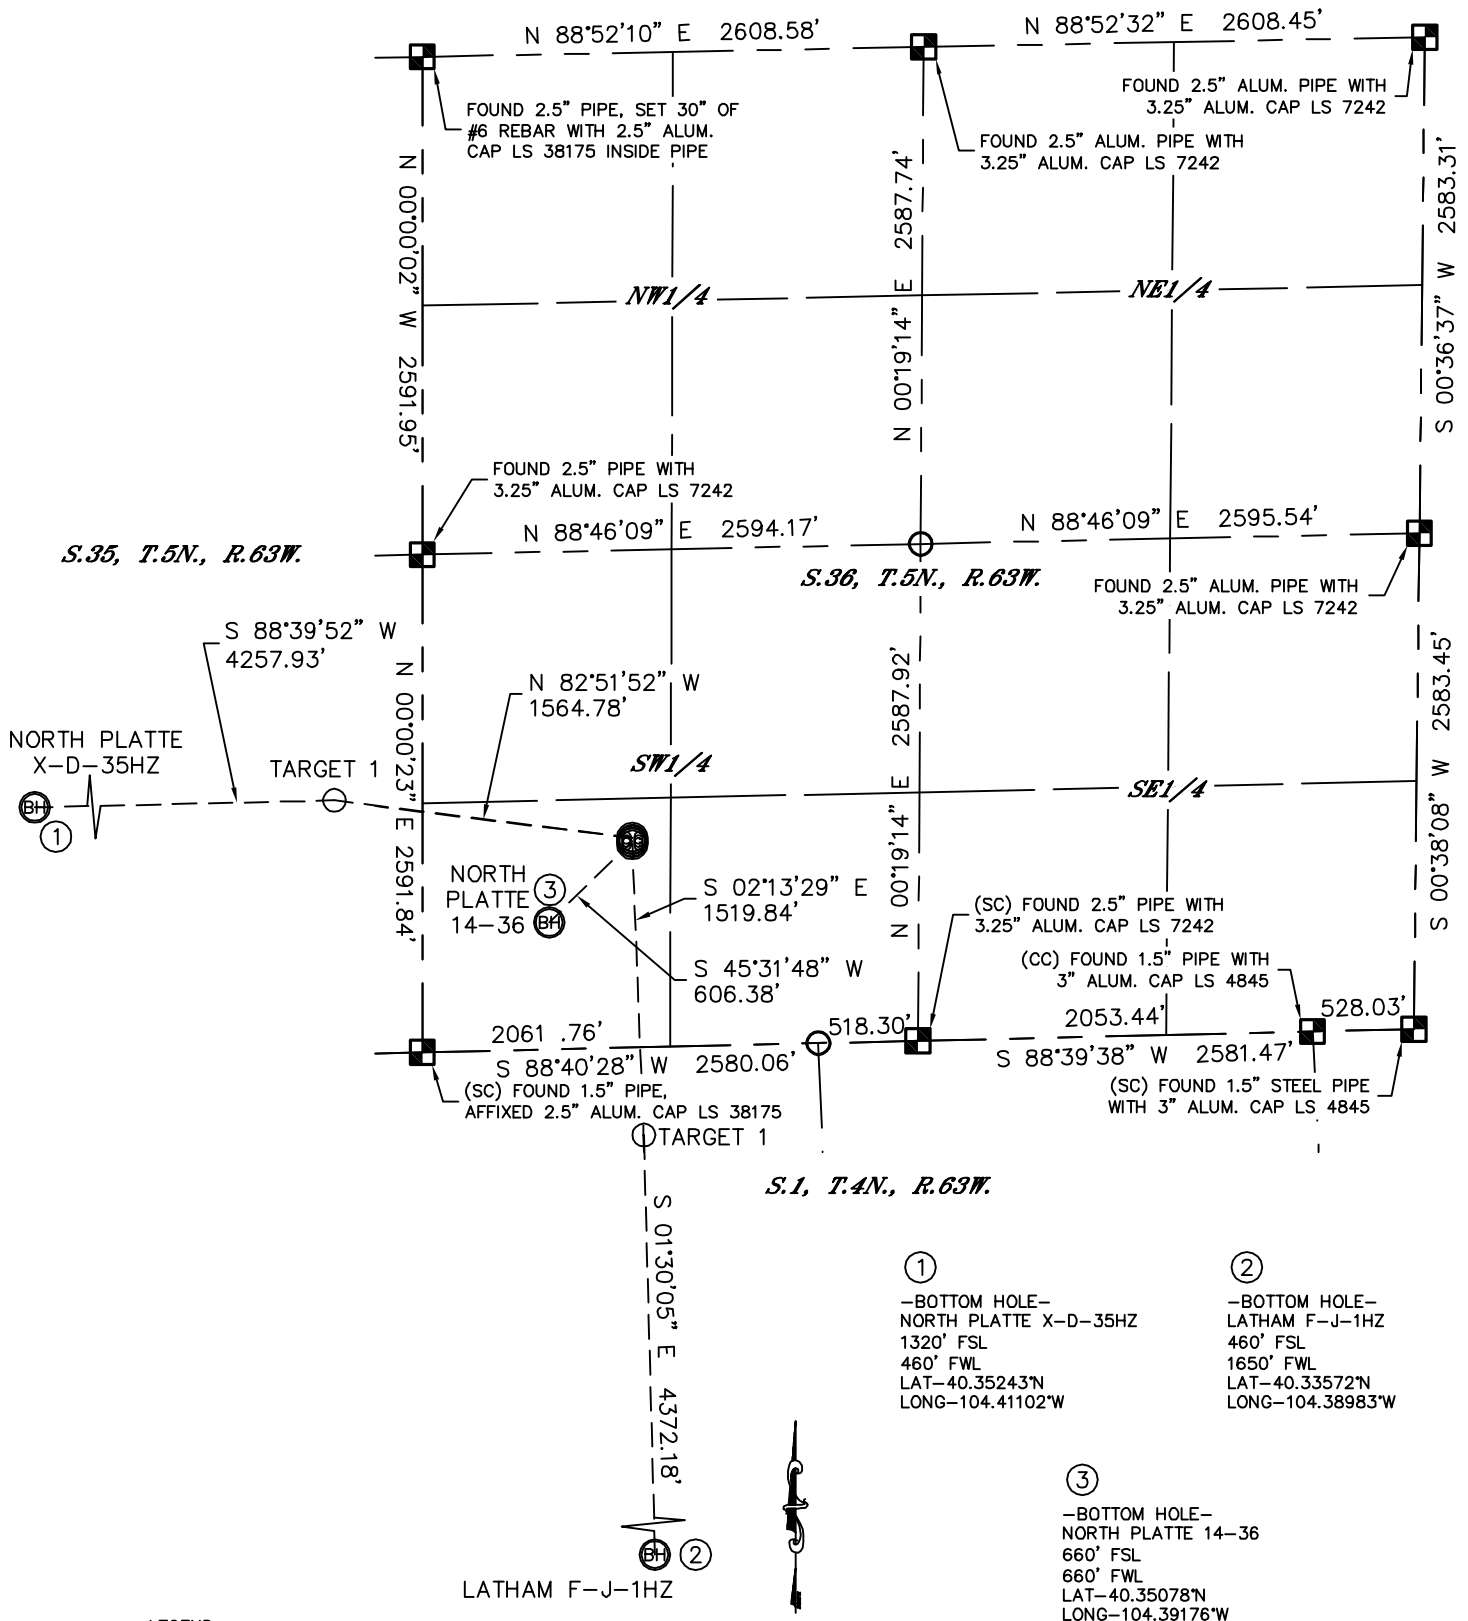 N 88°52'10" E 2608.58'
N 88°52'32" E 2608.45'
FOUND 2.5" PIPE, SET 30" OF
#6 REBAR WITH 2.5" ALUM.
CAP LS 38175 INSIDE PIPE
FOUND 2.5" ALUM. PIPE WITH
3.25" ALUM. CAP LS 7242
FOUND 2.5" ALUM. PIPE WITH
3.25" ALUM. CAP LS 7242
N 00°00'02" W 2591.95'
N 00°19'14" E 2587.74'
S 00°36'37" W 2583.31'
NW1/4
NE1/4
FOUND 2.5" PIPE WITH
3.25" ALUM. CAP LS 7242
N 88°46'09" E 2594.17'
N 88°46'09" E 2595.54'
S.35, T.5N., R.63W.
S.36, T.5N., R.63W.
FOUND 2.5" ALUM. PIPE WITH
3.25" ALUM. CAP LS 7242
S 88°39'52" W
4257.93'
N 82°51'52" W
1564.78'
N 00°00'23" E 2591.84'
N 00°19'14" E 2587.92'
S 00°38'08" W 2583.45'
NORTH PLATTE
X-D-35HZ
TARGET 1
BH
1
SW1/4
SE1/4
NORTH
PLATTE
14-36
3
BH
S 02°13'29" E
1519.84'
S 45°31'48" W
606.38'
(SC) FOUND 2.5" PIPE WITH
3.25" ALUM. CAP LS 7242
(CC) FOUND 1.5" PIPE WITH
3" ALUM. CAP LS 4845
2061 .76'
518.30'
2053.44'
528.03'
S 88°40'28" W 2580.06'
S 88°39'38" W 2581.47'
(SC) FOUND 1.5" PIPE,
AFFIXED 2.5" ALUM. CAP LS 38175
(SC) FOUND 1.5" STEEL PIPE
WITH 3" ALUM. CAP LS 4845
TARGET 1
S.1, T.4N., R.63W.
S 01°30'05" E 4372.18'
BH
2
LATHAM F-J-1HZ
1
-BOTTOM HOLE-
NORTH PLATTE X-D-35HZ
1320' FSL
460' FWL
LAT-40.35243°N
LONG-104.41102°W
2
-BOTTOM HOLE-
LATHAM F-J-1HZ
460' FSL
1650' FWL
LAT-40.33572°N
LONG-104.38983°W
3
-BOTTOM HOLE-
NORTH PLATTE 14-36
660' FSL
660' FWL
LAT-40.35078°N
LONG-104.39176°W